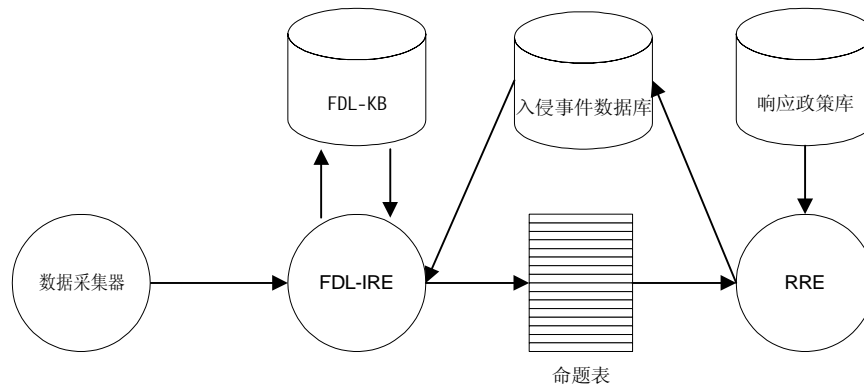 FDL-KB
入侵事件数据库
响应政策库
数据采集器
FDL-IRE
RRE
命题表